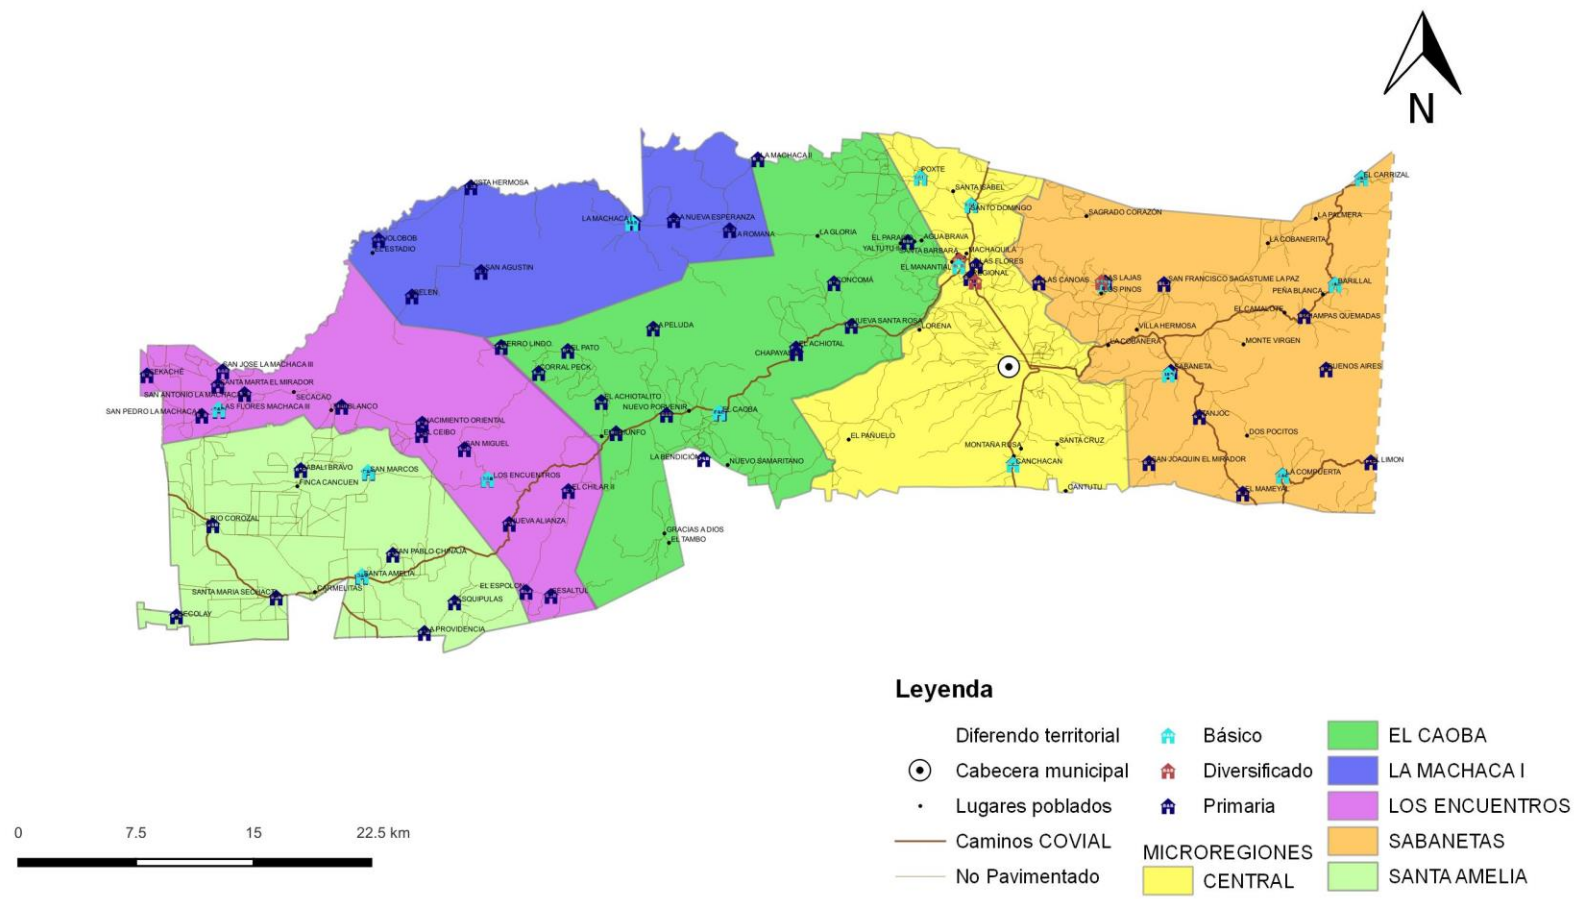 N
LA MACHACA II
POXTE
EL CARRIZAL
VISTA HERMOSA
SANTA ISABEL
SANTO DOMINGO
SAGRADO CORAZÓN
LA PALMERA
LA MACHACA I
LA NUEVA ESPERANZA
LA ROMANA
LA GLORIA
AGUA BRAVA
YALTUTU II
SANTA BARBARA
MACHAQUILA
LA COBANERITA
EL ESTADIO
EL MANANTIAL
LAS FLORES
SAN AGUSTIN
BELEN
CONCOMÁ
LAS CANOAS
LAS LAJAS
LOS PINOS
SAN FRANCISCO SAGASTUME LA PAZ
PEÑA BLANCA
BARILLAL
EL CAMALOTE
PAMPAS QUEMADAS
LA PELUDA
NUEVA SANTA ROSA
LORENA
VILLA HERMOSA
CERRO LINDO
EL PATO
EL ACHIOTAL
CHAPAYAL
LA COBANERA
MONTE VIRGEN
SAN JOSE LA MACHACA III
SEKACHÉ
CORRAL PECK
SABANETA
BUENOS AIRES
SANTA MARTA EL MIRADOR
SAN ANTONIO LA MACHACA
SECACAO
EL ACHIOTALITO
SAN PEDRO LA MACHACA
LAS FLORES MACHACA III
NUEVO PORVENIR
EL CAOBA
NACIMIENTO ORIENTAL
EL CEIBO
EL TRIUNFO
EL PAÑUELO
DOS POCITOS
SAN MIGUEL
MONTAÑA ROSA
SANTA CRUZ
LA BENDICIÓN
NUEVO SAMARITANO
CANCHACAN
SAN JOAQUIN EL MIRADOR
EL LIMON
SAN MARCOS
FINCA CANCUEN
LOS ENCUENTROS
LA COMPUERTA
EL CHILAR II
CANTUTU
EL MAMEYAL
RIO COROZAL
NUEVA ALIANZA
GRACIAS A DIOS
EL TAMBO
SAN PABLO CHINAJA
SANTA AMELIA
SANTA MARIA SECHACTI
CARMELITAS
EL ESPOLON
SESALTUL
ESQUIPULAS
SECOLAY
LA PROVIDENCIA
Leyenda
Diferendo territorial
Cabecera municipal
Lugares poblados
Caminos COVIAL
No Pavimentado
Básico
Diversificado
Primaria
MICROREGIONES
CENTRAL
EL CAOBA
LA MACHACA I
LOS ENCUENTROS
SABANETAS
SANTA AMELIA
0 7.5 15 22.5 km